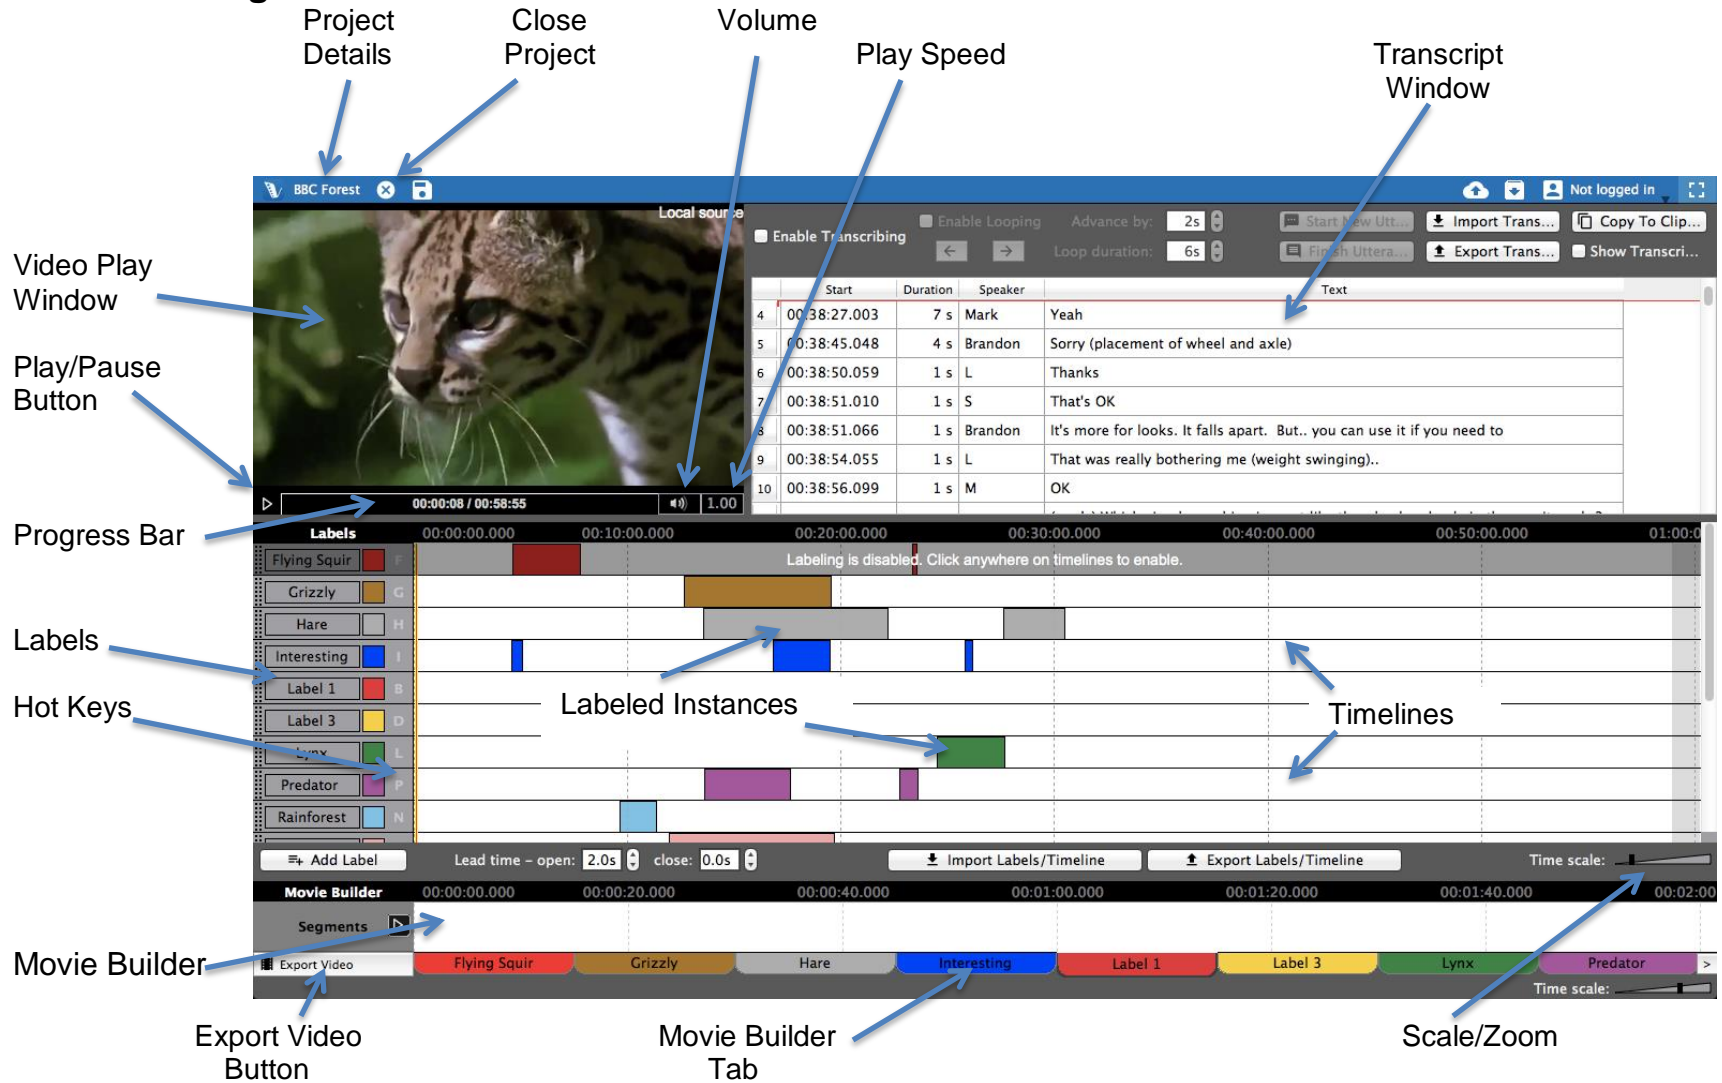 Project Details
Close Project
Volume
Play Speed
Transcript Window
BBC Forest
Not logged in
Local source
Enable Transcribing
Enable Looping
Advance by: 2s
Start New Utt...
Import Trans...
Copy To Clip...
Loop duration: 6s
Finish Uttera...
Export Trans...
Show Transcri...
Video Play Window
Play/Pause Button
Start Duration Speaker Text
4 00:38:27.003 7 s Mark Yeah
5 00:38:45.048 4 s Brandon Sorry (placement of wheel and axle)
6 00:38:50.059 1 s L Thanks
7 00:38:51.010 1 s S That's OK
8 00:38:51.066 1 s Brandon It's more for looks. It falls apart. But.. you can use it if you need to
9 00:38:54.055 1 s L That was really bothering me (weight swinging)..
10 00:38:56.099 1 s M OK
00:00:08 / 00:58:55
1.00
Progress Bar
Labels 00:00:00.000 00:10:00.000 00:20:00.000 00:30:00.000 00:40:00.000 00:50:00.000 01:00:0
Flying Squir F
Labeling is disabled. Click anywhere on timelines to enable.
Grizzly G
Hare H
Labels
Interesting I
Label 1 B
Hot Keys
Label 3 D
Labeled Instances
Timelines
Lynx L
Predator P
Rainforest N
Add Label
Lead time – open: 2.0s close: 0.0s
Import Labels/Timeline
Export Labels/Timeline
Time scale:
Movie Builder 00:00:00.000 00:00:20.000 00:00:40.000 00:01:00.000 00:01:20.000 00:01:40.000 00:02:00
Segments
Movie Builder
Export Video
Flying Squir Grizzly Hare Interesting Label 1 Label 3 Lynx Predator >
Time scale:
Export Video Button
Movie Builder Tab
Scale/Zoom